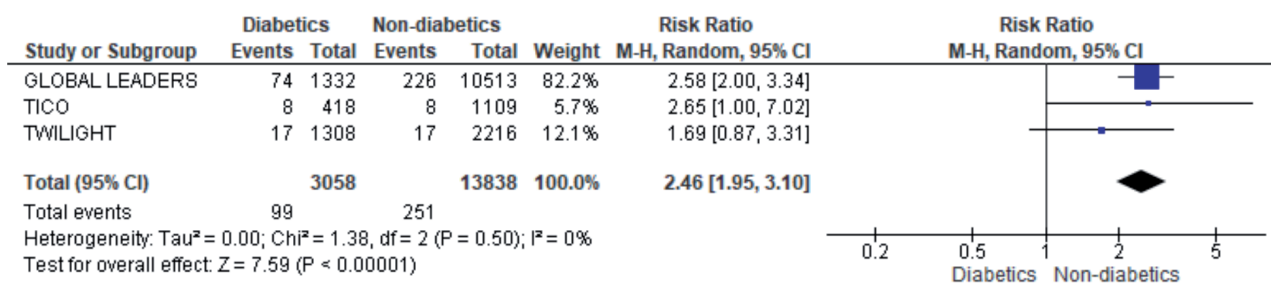 Diabetics Non-diabetics Risk Ratio Risk Ratio
Study or Subgroup Events Total Events Total Weight M-H, Random, 95% CI M-H, Random, 95% CI
GLOBAL LEADERS 74 1332 226 10513 82.2% 2.58 [2.00, 3.34]
TICO 8 418 8 1109 5.7% 2.65 [1.00, 7.02]
TWILIGHT 17 1308 17 2216 12.1% 1.69 [0.87, 3.31]
Total (95% CI) 3058 13838 100.0% 2.46 [1.95, 3.10]
Total events 99 251
Heterogeneity: Tau² = 0.00; Chi² = 1.38, df = 2 (P = 0.50); I² = 0%
Test for overall effect: Z = 7.59 (P < 0.00001)
0.2 0.5 1 2 5
Diabetics Non-diabetics